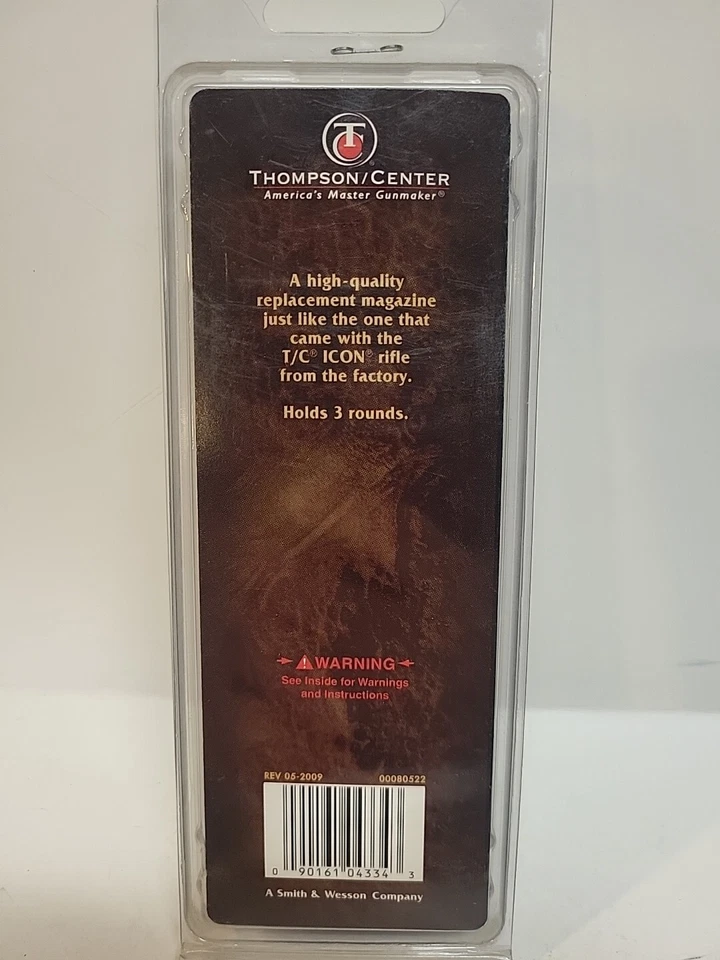 TC
THOMPSON/CENTER
America's Master Gunmaker®
A high-quality
replacement magazine
just like the one that
came with the
T/C® ICON® rifle
from the factory.
Holds 3 rounds.
WARNING
See Inside for Warnings
and Instructions
REV 05-2009 00080522
0 90161 04334 3
A Smith & Wesson Company